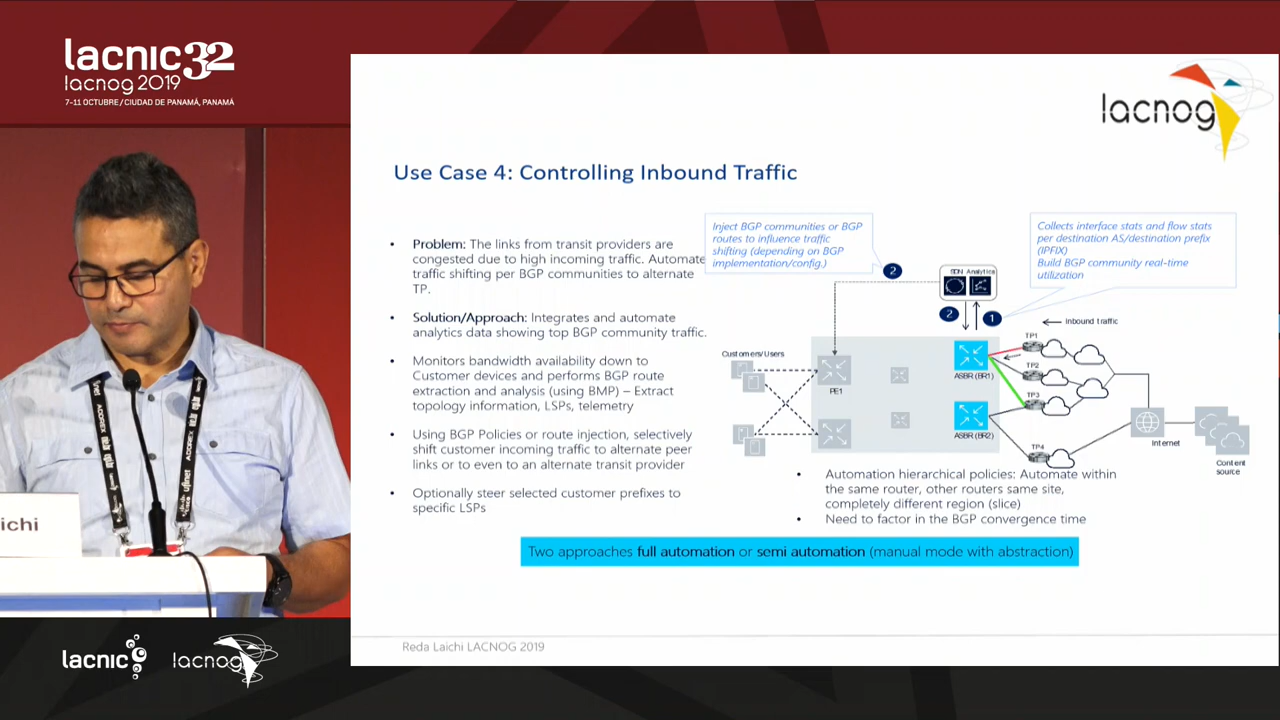 lacnic32
lacnog 2019
7-11 OCTUBRE / CIUDAD DE PANAMÁ, PANAMÁ
lacnog
Use Case 4: Controlling Inbound Traffic
• Problem: The links from transit providers are
congested due to high incoming traffic. Automate
traffic shifting per BGP communities to alternate
TP.
• Solution/Approach: Integrates and automate
analytics data showing top BGP community traffic.
• Monitors bandwidth availability down to
Customer devices and performs BGP route
extraction and analysis (using BMP) – Extract
topology information, LSPs, telemetry
• Using BGP Policies or route injection, selectively
shift customer incoming traffic to alternate peer
links or to even to an alternate transit provider
• Optionally steer selected customer prefixes to
specific LSPs
Inject BGP communities or BGP
routes to influence traffic
shifting (depending on BGP
implementation/config.)
Collects interface stats and flow stats
per destination AS/destination prefix
(IPFIX)
Build BGP community real-time
utilization
2
SDN Analytics
2
1
Inbound traffic
Customers/Users
PE1
ASBR (BR1)
ASBR (BR2)
TP1
TP2
TP3
TP4
Internet
Content
source
• Automation hierarchical policies: Automate within
the same router, other routers same site,
completely different region (slice)
• Need to factor in the BGP convergence time
Two approaches full automation or semi automation (manual mode with abstraction)
Reda Laichi LACNOG 2019
ichi
ufinet
lacnic
lacnog